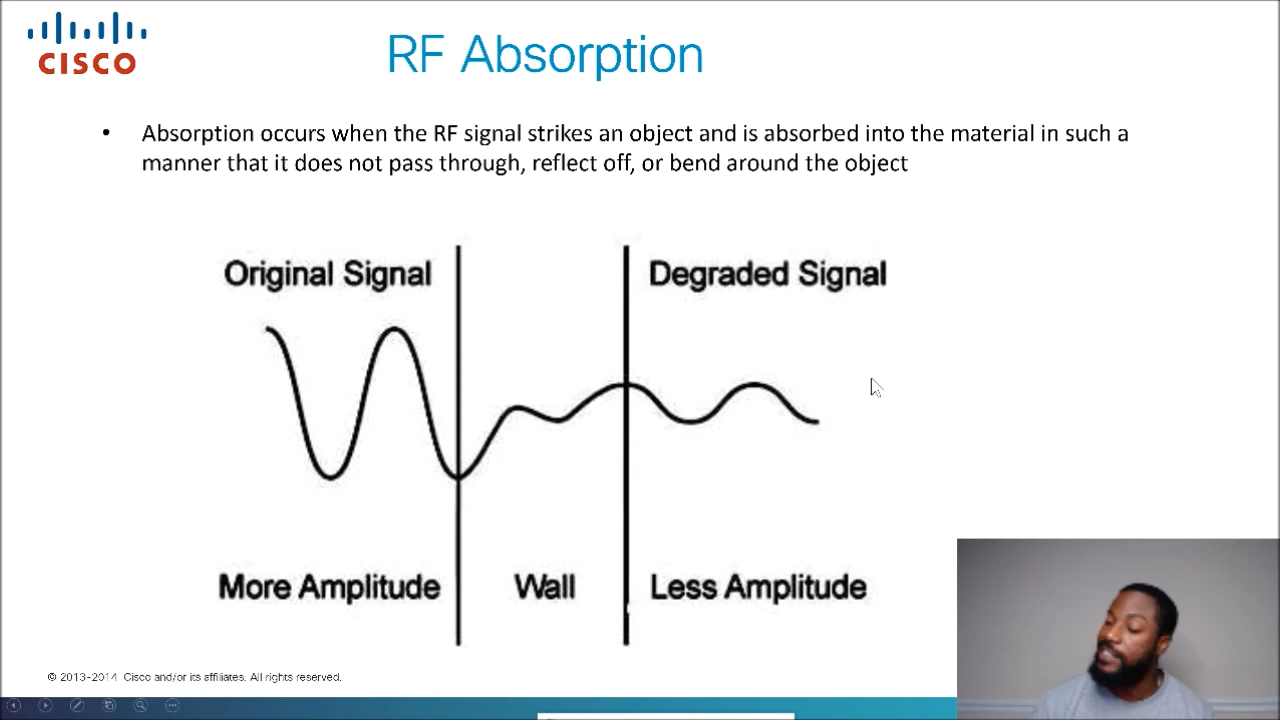 CISCO
RF Absorption
• Absorption occurs when the RF signal strikes an object and is absorbed into the material in such a
manner that it does not pass through, reflect off, or bend around the object
Original Signal
Degraded Signal
More Amplitude
Wall
Less Amplitude
© 2013-2014 Cisco and/or its affiliates. All rights reserved.